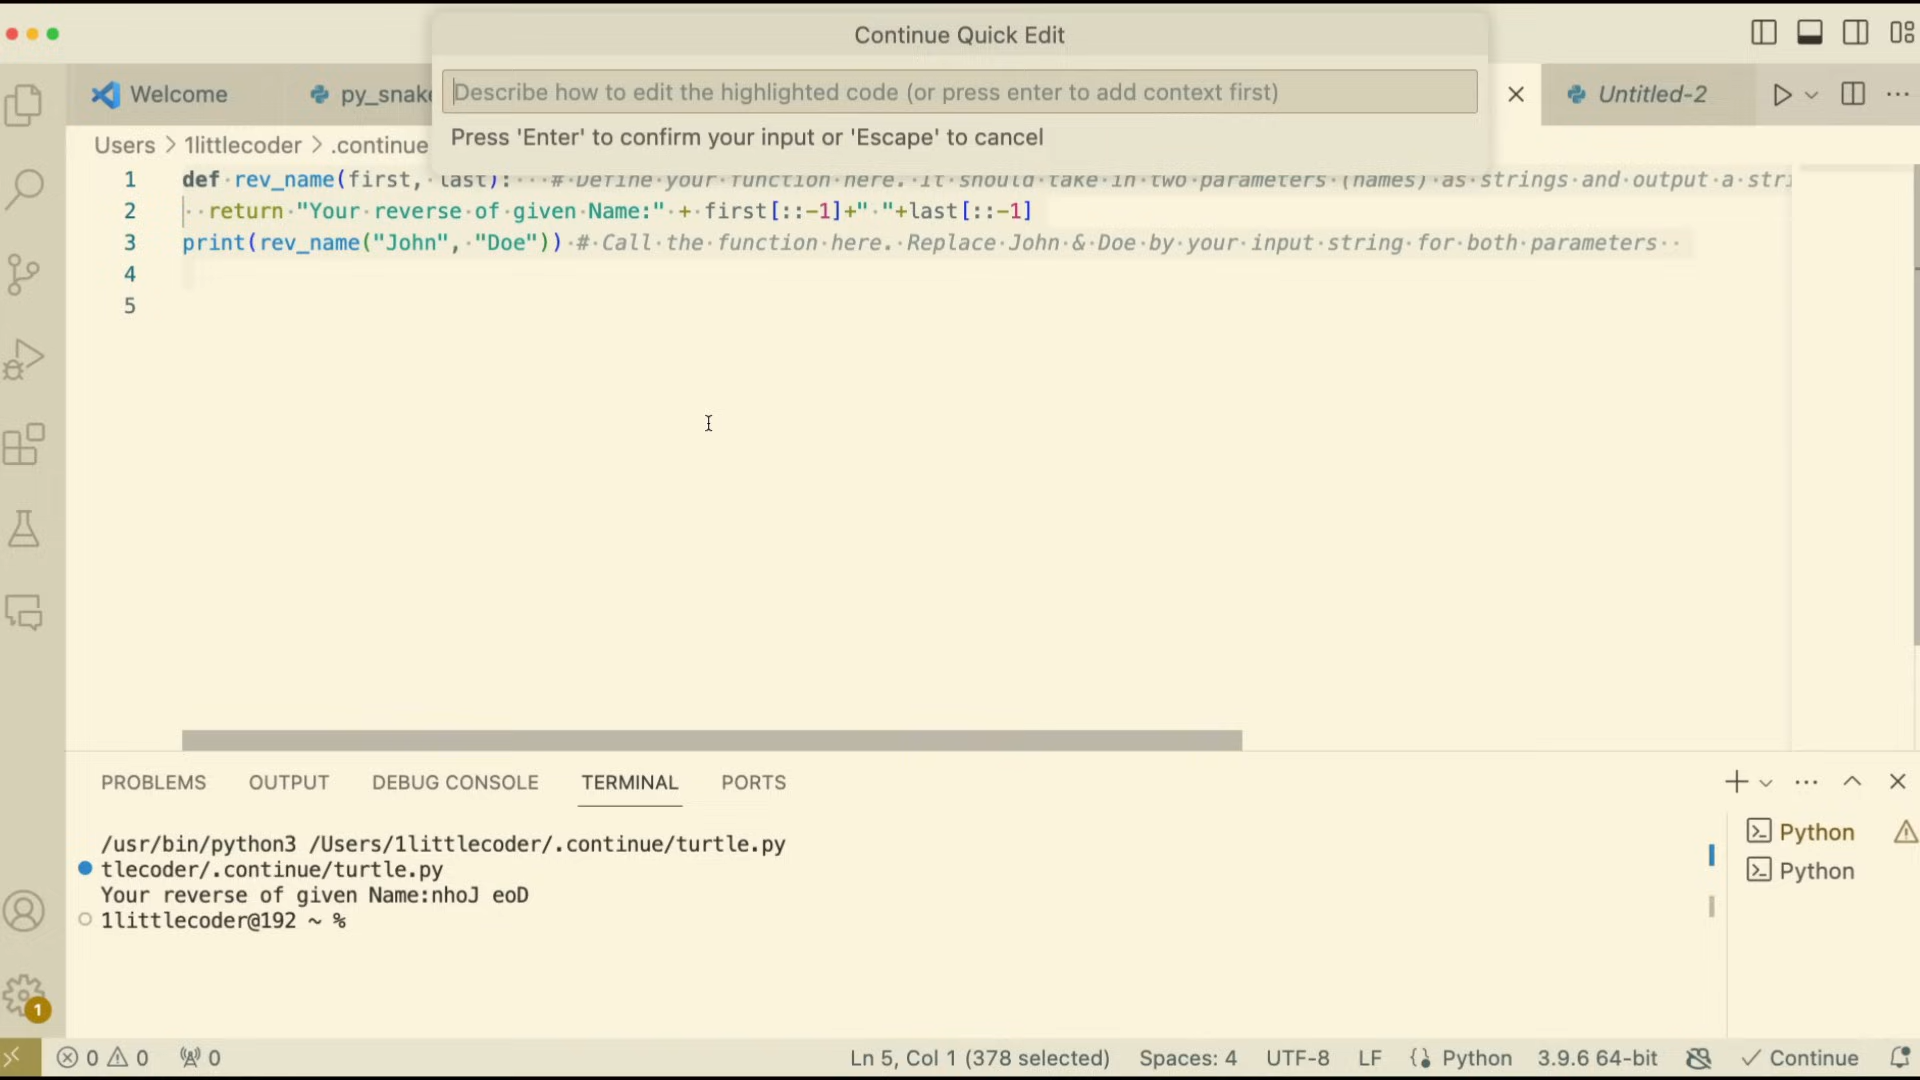 Continue Quick Edit
Describe how to edit the highlighted code (or press enter to add context first)
Press 'Enter' to confirm your input or 'Escape' to cancel
Welcome
py_snake
Untitled-2
Users > 1littlecoder > .continue
1 def rev_name(first, last):   # Define your function here. It should take in two parameters (names) as strings and output a stri
2   return "Your reverse of given Name:" + first[::-1]+" "+last[::-1]
3 print(rev_name("John", "Doe")) # Call the function here. Replace John & Doe by your input string for both parameters
4
5
PROBLEMS OUTPUT DEBUG CONSOLE TERMINAL PORTS
/usr/bin/python3 /Users/1littlecoder/.continue/turtle.py
tlecoder/.continue/turtle.py
Your reverse of given Name:nhoJ eoD
1littlecoder@192 ~ %
Python
Python
1
0 0 0 Ln 5, Col 1 (378 selected) Spaces: 4 UTF-8 LF Python 3.9.6 64-bit Continue